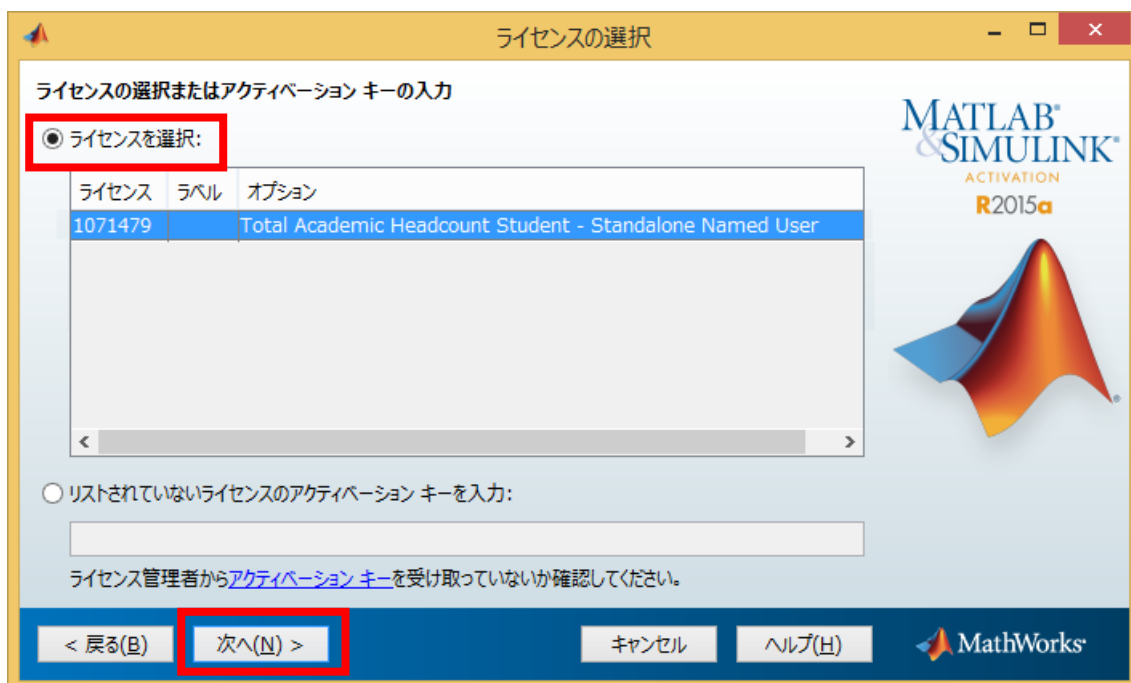 ライセンスの選択
ライセンスの選択またはアクティベーション キーの入力
ライセンスを選択:
ライセンス ラベル オプション
1071479 Total Academic Headcount Student - Standalone Named User
リストされていないライセンスのアクティベーション キーを入力:
ライセンス管理者からアクティベーション キーを受け取っていないか確認してください。
MATLAB®
&SIMULINK®
ACTIVATION
R2015a
< 戻る(B) 次へ(N) > キャンセル ヘルプ(H) MathWorks®